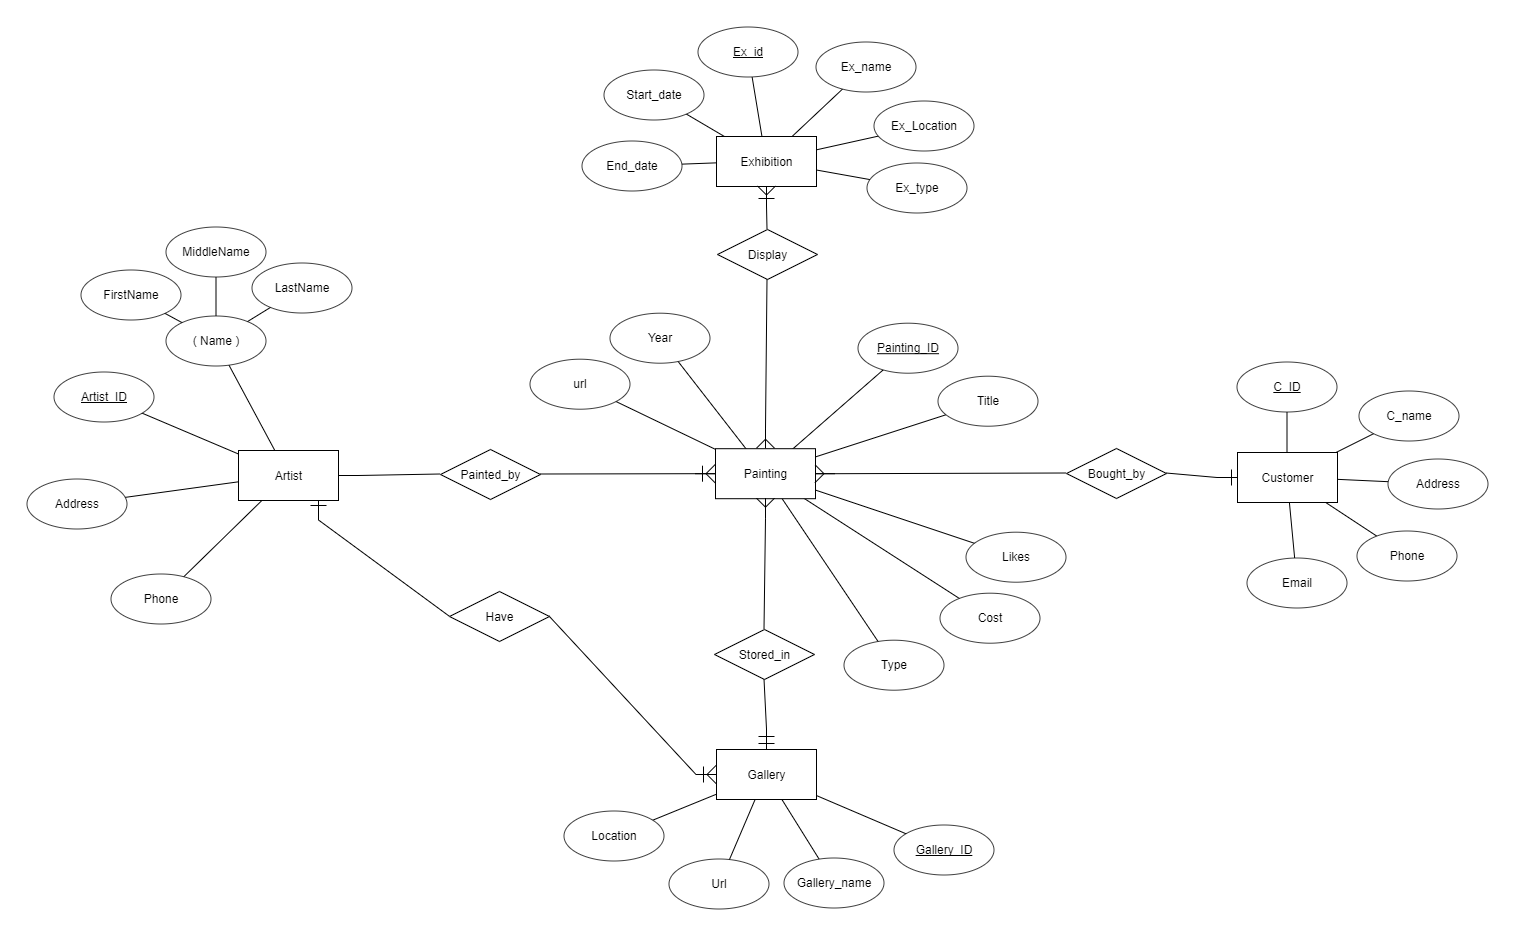 Ex_id
Ex_name
Start_date
Ex_Location
Exhibition
End_date
Ex_type
MiddleName
Display
LastName
FirstName
( Name )
Year
Painting_ID
url
C_ID
Artist_ID
Title
C_name
Artist
Painted_by
Painting
Bought_by
Customer
Address
Address
Likes
Phone
Email
Phone
Have
Cost
Stored_in
Type
Gallery
Location
Gallery_ID
Url
Gallery_name